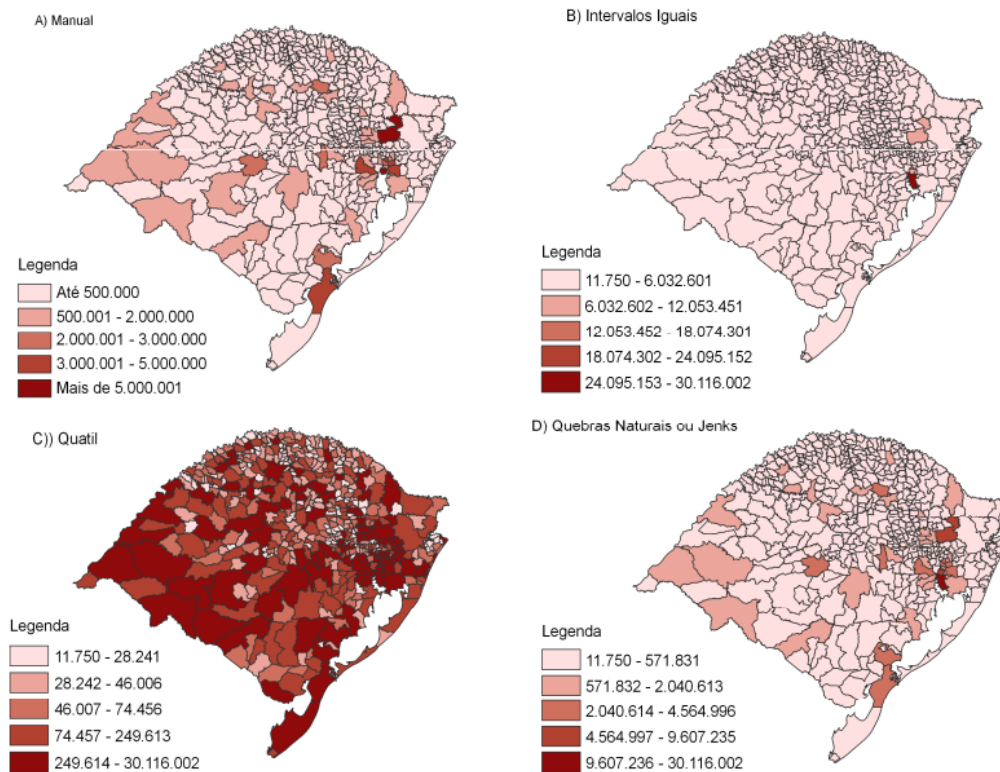 A) Manual
Legenda
Até 500.000
500.001 - 2.000.000
2.000.001 - 3.000.000
3.000.001 - 5.000.000
Mais de 5.000.001
B) Intervalos Iguais
Legenda
11.750 - 6.032.601
6.032.602 - 12.053.451
12.053.452 - 18.074.301
18.074.302 - 24.095.152
24.095.153 - 30.116.002
C)) Quatil
Legenda
11.750 - 28.241
28.242 - 46.006
46.007 - 74.456
74.457 - 249.613
249.614 - 30.116.002
D) Quebras Naturais ou Jenks
Legenda
11.750 - 571.831
571.832 - 2.040.613
2.040.614 - 4.564.996
4.564.997 - 9.607.235
9.607.236 - 30.116.002